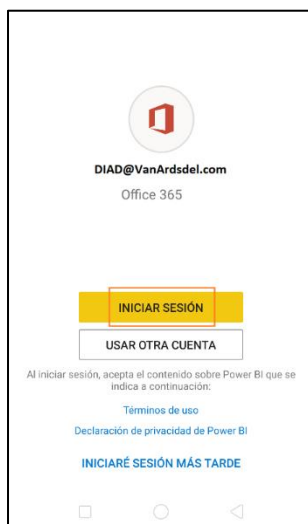 DIAD@VanArdsdel.com
Office 365
INICIAR SESIÓN
USAR OTRA CUENTA
Al iniciar sesión, acepta el contenido sobre Power BI que se
indica a continuación:
Términos de uso
Declaración de privacidad de Power BI
INICIARÉ SESIÓN MÁS TARDE